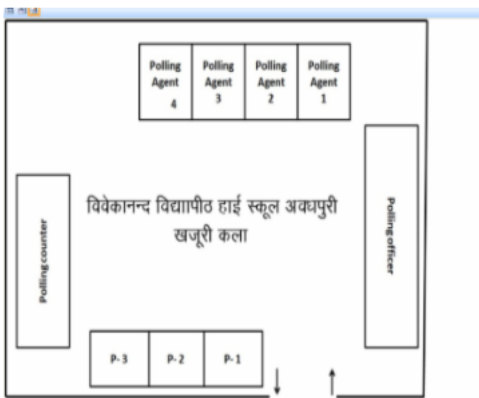 Polling Agent 4
Polling Agent 3
Polling Agent 2
Polling Agent 1
Polling counter
विवेकानन्द विद्यापीठ हाई स्कूल अवधपुरी
खजूरी कला
Polling officer
P-3
P-2
P-1